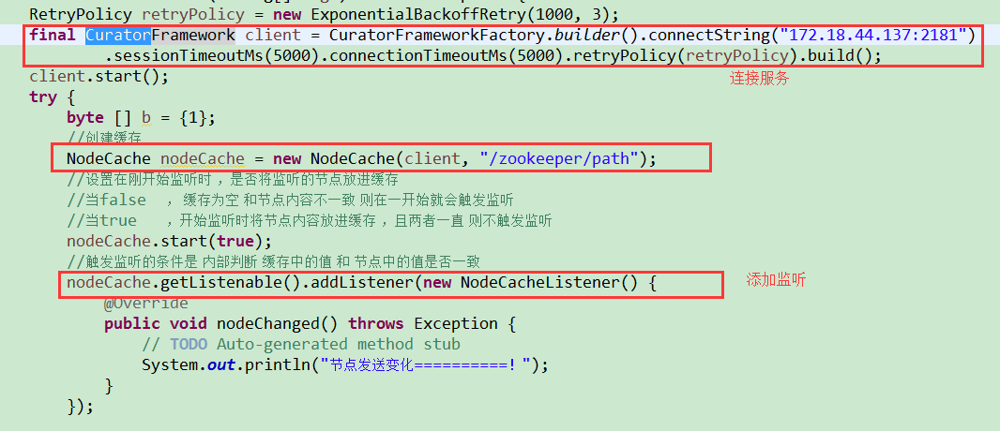 RetryPolicy retryPolicy = new ExponentialBackoffRetry(1000, 3);
final CuratorFramework client = CuratorFrameworkFactory.builder().connectString("172.18.44.137:2181")
.sessionTimeoutMs(5000).connectionTimeoutMs(5000).retryPolicy(retryPolicy).build();
client.start();
连接服务
try {
byte [] b = {1};
//创建缓存
NodeCache nodeCache = new NodeCache(client, "/zookeeper/path");
//设置在刚开始监听时，是否将监听的节点放进缓存
//当false ，缓存为空 和节点内容不一致 则在一开始就会触发监听
//当true ，开始监听时将节点内容放进缓存，且两者一直 则不触发监听
nodeCache.start(true);
//触发监听的条件是 内部判断 缓存中的值 和 节点中的值是否一致
nodeCache.getListenable().addListener(new NodeCacheListener() {
添加监听
@Override
public void nodeChanged() throws Exception {
// TODO Auto-generated method stub
System.out.println("节点发送变化==========！");
}
});